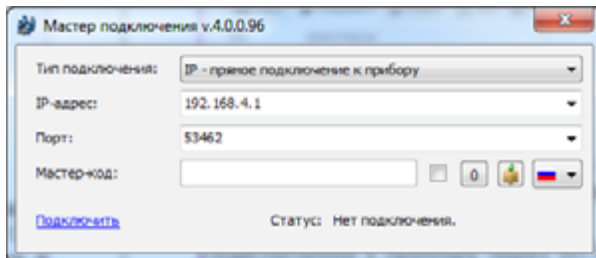 Мастер подключения v.4.0.0.96
Тип подключения: IP - прямое подключение к прибору
IP-адрес: 192.168.4.1
Порт: 53462
Мастер-код: 0
Подключить Статус: Нет подключения.